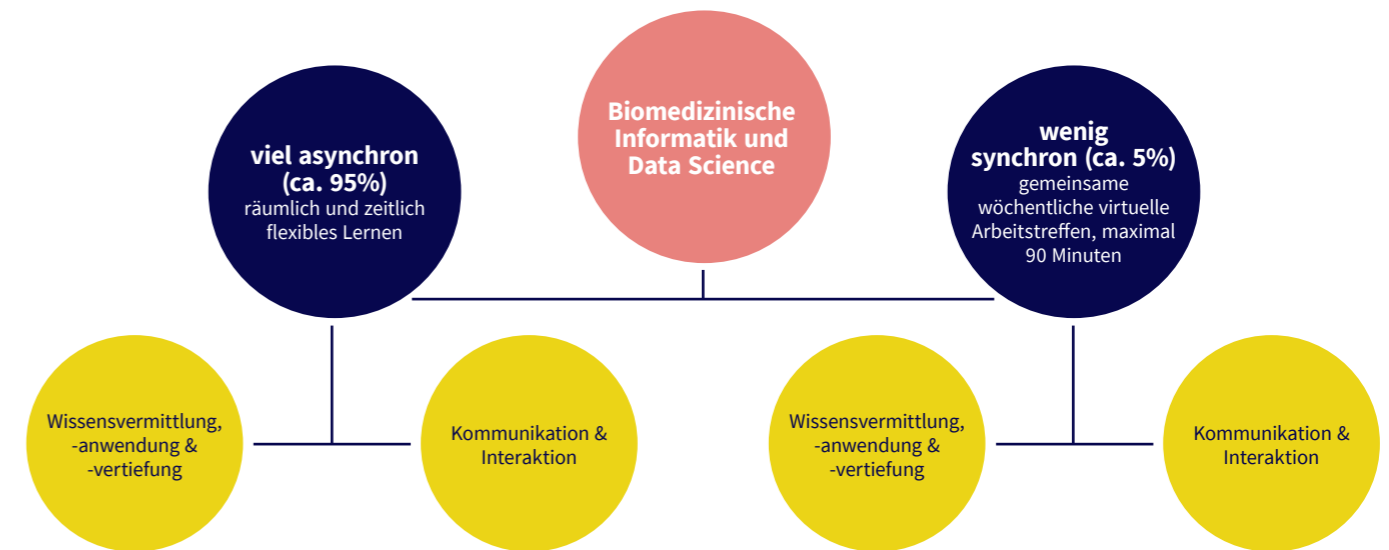 Biomedizinische
Informatik und
Data Science
viel asynchron
(ca. 95%)
räumlich und zeitlich
flexibles Lernen
wenig
synchron (ca. 5%)
gemeinsame
wöchentliche virtuelle
Arbeitstreffen, maximal
90 Minuten
Wissensvermittlung,
-anwendung &
-vertiefung
Kommunikation &
Interaktion
Wissensvermittlung,
-anwendung &
-vertiefung
Kommunikation &
Interaktion